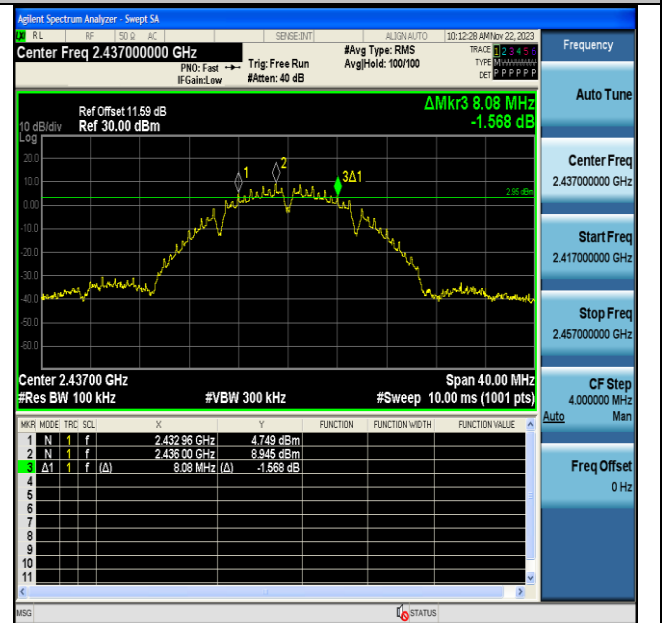 Agilent Spectrum Analyzer - Swept SA
LXI RL RF 50 Ω AC SENSE:INT ALIGN AUTO 10:12:28 AM Nov 22, 2023
Center Freq 2.437000000 GHz
PNO: Fast
IFGain:Low
Trig: Free Run
#Atten: 40 dB
#Avg Type: RMS
Avg|Hold: 100/100
TRACE 1 2 3 4 5 6
TYPE MWWWWW
DET P P P P P P
Ref Offset 11.59 dB
10 dB/div Ref 30.00 dBm
Log
ΔMkr3 8.08 MHz
-1.568 dB
20.0
10.0
0.00
-10.0
-20.0
-30.0
-40.0
-50.0
-60.0
1
2
3Δ1
2.95 dBm
Center 2.43700 GHz Span 40.00 MHz
#Res BW 100 kHz #VBW 300 kHz #Sweep 10.00 ms (1001 pts)
MKR MODE TRC SCL X Y FUNCTION FUNCTION WIDTH FUNCTION VALUE
1 N 1 f 2.432 96 GHz 4.749 dBm
2 N 1 f 2.436 00 GHz 8.945 dBm
3 Δ1 1 f (Δ) 8.08 MHz (Δ) -1.568 dB
4
5
6
7
8
9
10
11
MSG STATUS
Frequency
Auto Tune
Center Freq
2.437000000 GHz
Start Freq
2.417000000 GHz
Stop Freq
2.457000000 GHz
CF Step
4.000000 MHz
Auto Man
Freq Offset
0 Hz